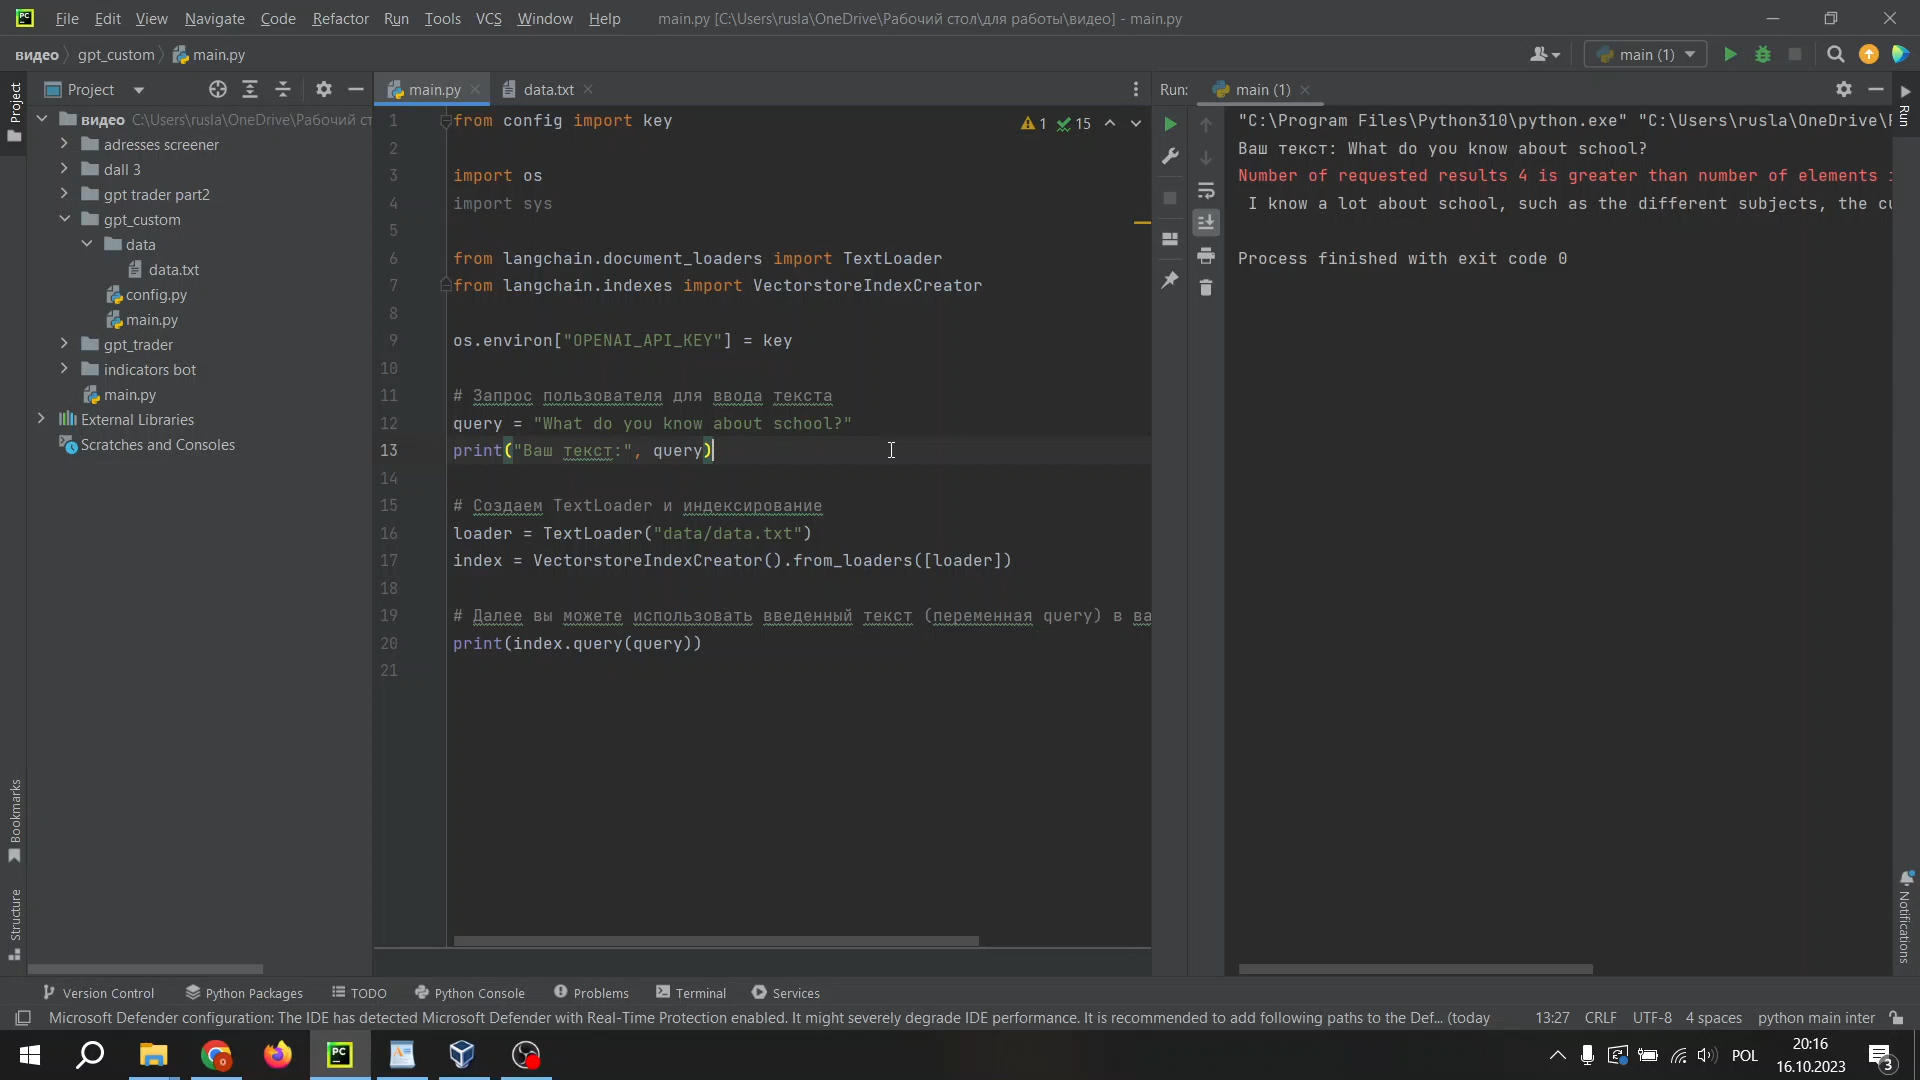 File Edit View Navigate Code Refactor Run Tools VCS Window Help main.py [C:\Users\rusla\OneDrive\Рабочий стол\для работы\видео] - main.py
видео gpt_custom main.py main (1)
Project main.py data.txt Run: main (1)
Project
видео C:\Users\rusla\OneDrive\Рабочий ст
adresses screener
dall 3
gpt trader part2
gpt_custom
data
data.txt
config.py
main.py
gpt_trader
indicators bot
main.py
External Libraries
Scratches and Consoles
Bookmarks
Structure
1 from config import key
2
3 import os
4 import sys
5
6 from langchain.document_loaders import TextLoader
7 from langchain.indexes import VectorstoreIndexCreator
8
9 os.environ["OPENAI_API_KEY"] = key
10
11 # Запрос пользователя для ввода текста
12 query = "What do you know about school?"
13 print("Ваш текст:", query)
14
15 # Создаем TextLoader и индексирование
16 loader = TextLoader("data/data.txt")
17 index = VectorstoreIndexCreator().from_loaders([loader])
18
19 # Далее вы можете использовать введенный текст (переменная query) в ва
20 print(index.query(query))
21
1 15
"C:\Program Files\Python310\python.exe" "C:\Users\rusla\OneDrive\
Ваш текст: What do you know about school?
Number of requested results 4 is greater than number of elements
I know a lot about school, such as the different subjects, the cu
Process finished with exit code 0
Run
Notifications
Version Control Python Packages TODO Python Console Problems Terminal Services
Microsoft Defender configuration: The IDE has detected Microsoft Defender with Real-Time Protection enabled. It might severely degrade IDE performance. It is recommended to add following paths to the Def... (today 13:27 CRLF UTF-8 4 spaces python main inter
POL 20:16
16.10.2023 3